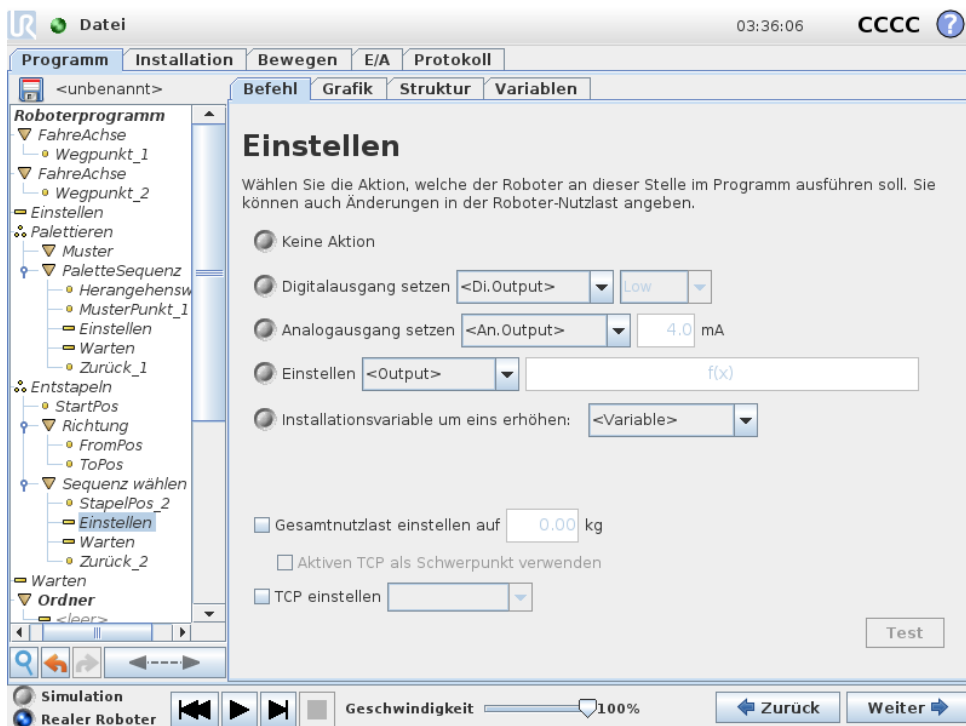 UR Datei 03:36:06 CCCC ?
Programm Installation Bewegen E/A Protokoll
<unbenannt>
Befehl Grafik Struktur Variablen
Roboterprogramm
FahreAchse
Wegpunkt_1
FahreAchse
Wegpunkt_2
Einstellen
Palettieren
Muster
PaletteSequenz
Herangehensw
MusterPunkt_1
Einstellen
Warten
Zurück_1
Entstapeln
StartPos
Richtung
FromPos
ToPos
Sequenz wählen
StapelPos_2
Einstellen
Warten
Zurück_2
Warten
Ordner
<leer>
Einstellen
Wählen Sie die Aktion, welche der Roboter an dieser Stelle im Programm ausführen soll. Sie
können auch Änderungen in der Roboter-Nutzlast angeben.
Keine Aktion
Digitalausgang setzen <Di.Output> Low
Analogausgang setzen <An.Output> 4.0 mA
Einstellen <Output> f(x)
Installationsvariable um eins erhöhen: <Variable>
Gesamtnutzlast einstellen auf 0.00 kg
Aktiven TCP als Schwerpunkt verwenden
TCP einstellen
Test
Simulation
Realer Roboter
Geschwindigkeit 100%
Zurück Weiter